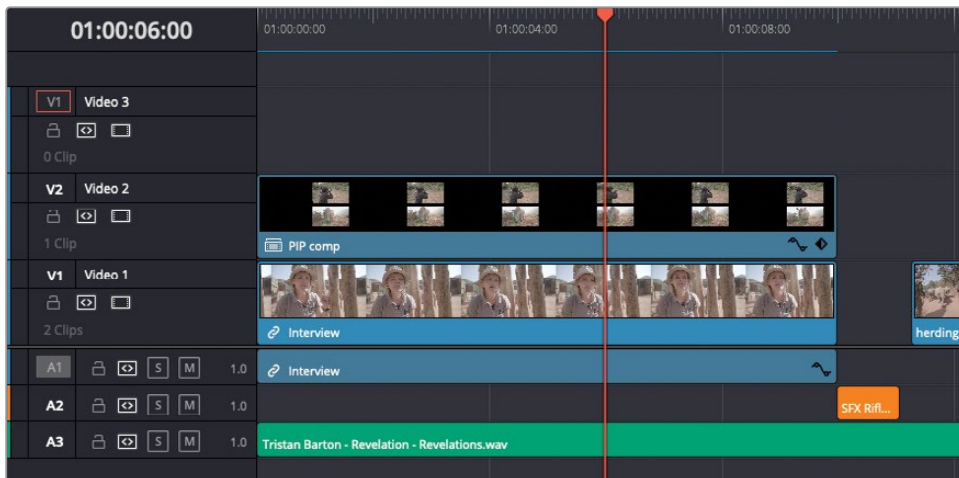 01:00:06:00
01:00:00:00 01:00:04:00 01:00:08:00
V1 Video 3
0 Clip
V2 Video 2
1 Clip
PIP comp
V1 Video 1
2 Clips
Interview
herding
A1 S M 1.0 Interview
A2 S M 1.0 SFX Rifl...
A3 S M 1.0 Tristan Barton - Revelation - Revelations.wav